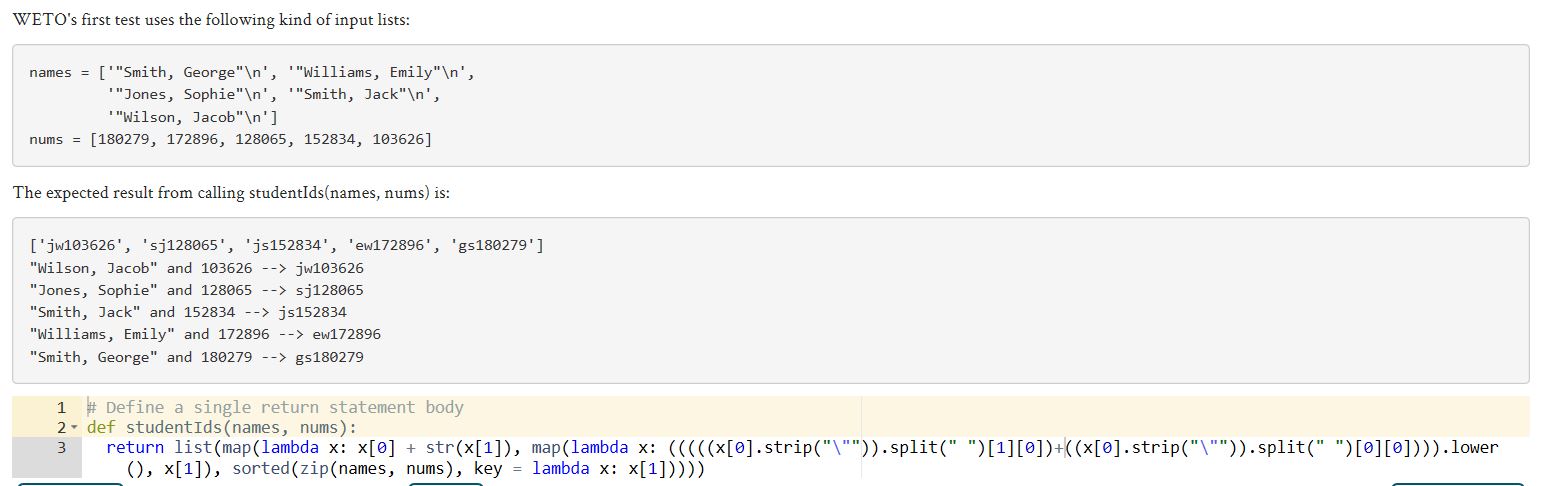 WETO's first test uses the following kind of input lists:
names = ['"Smith, George"\n', '"Williams, Emily"\n',
'"Jones, Sophie"\n', '"Smith, Jack"\n',
'"Wilson, Jacob"\n']
nums = [180279, 172896, 128065, 152834, 103626]
The expected result from calling studentIds(names, nums) is:
['jw103626', 'sj128065', 'js152834', 'ew172896', 'gs180279']
"Wilson, Jacob" and 103626 --> jw103626
"Jones, Sophie" and 128065 --> sj128065
"Smith, Jack" and 152834 --> js152834
"Williams, Emily" and 172896 --> ew172896
"Smith, George" and 180279 --> gs180279
1 # Define a single return statement body
2 def studentIds(names, nums):
3 return list(map(lambda x: x[0] + str(x[1]), map(lambda x: (((((x[0].strip("\"")).split(" ")[1][0])+((x[0].strip("\"")).split(" ")[0][0]))).lower
(), x[1]), sorted(zip(names, nums), key = lambda x: x[1]))))